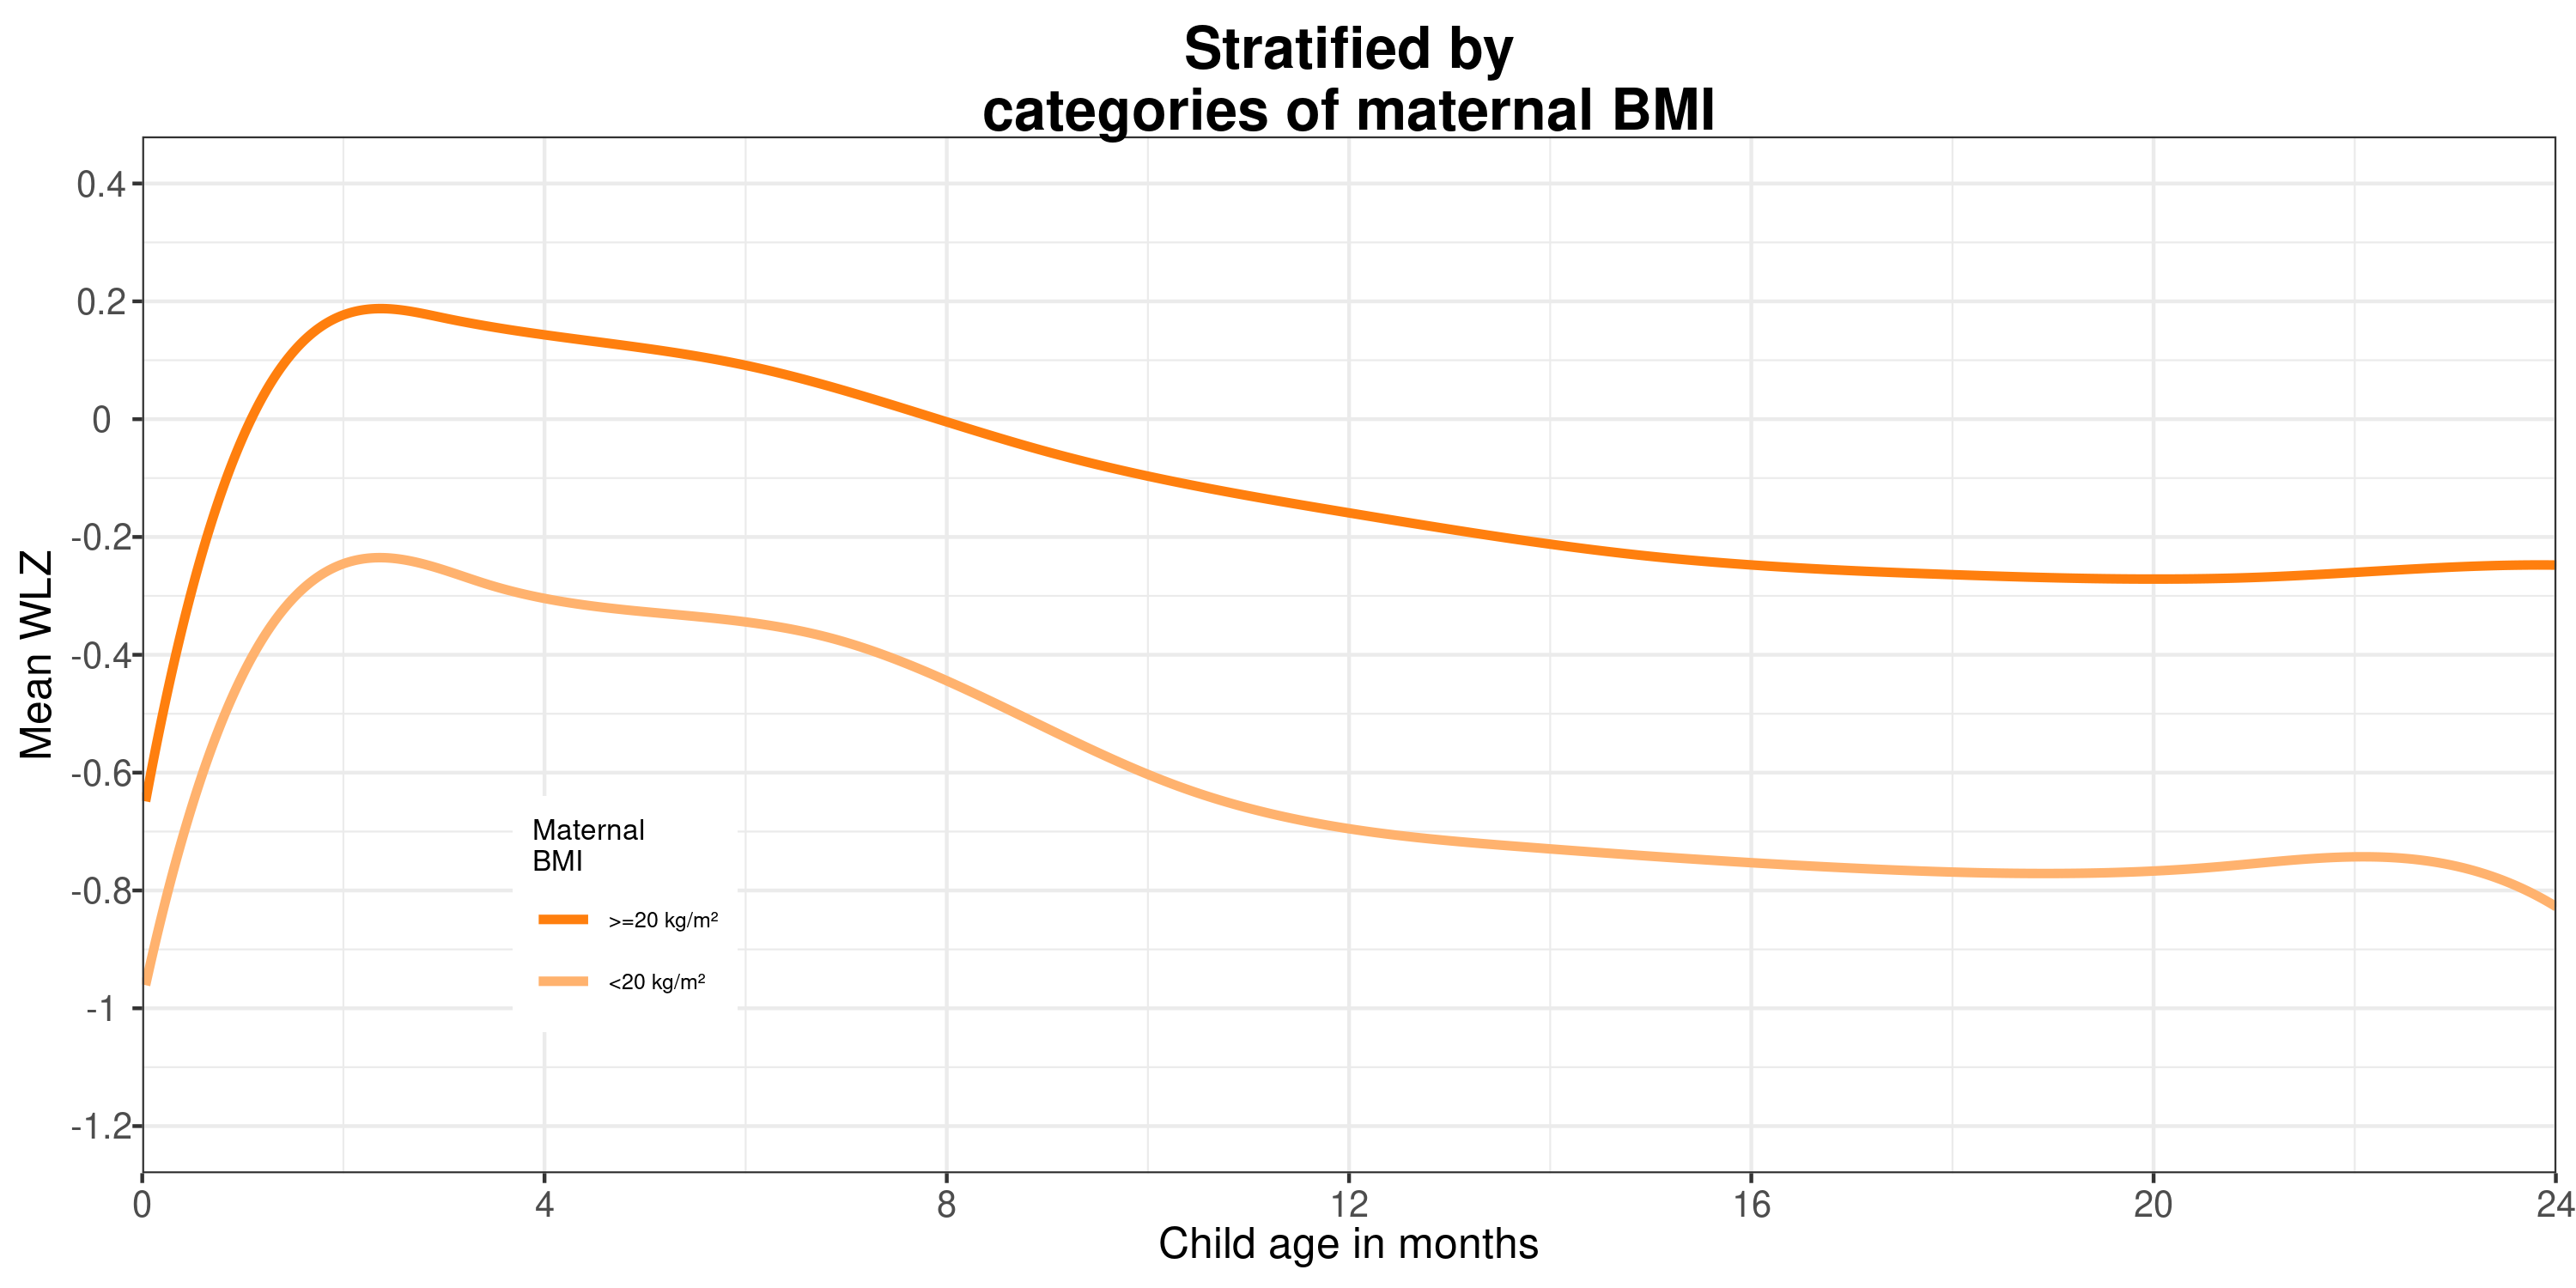 Stratified by
categories of maternal BMI
Mean WLZ
0.4
0.2
0
-0.2
-0.4
-0.6
-0.8
-1
-1.2
Maternal
BMI
>=20 kg/m²
<20 kg/m²
0 4 8 12 16 20 24
Child age in months